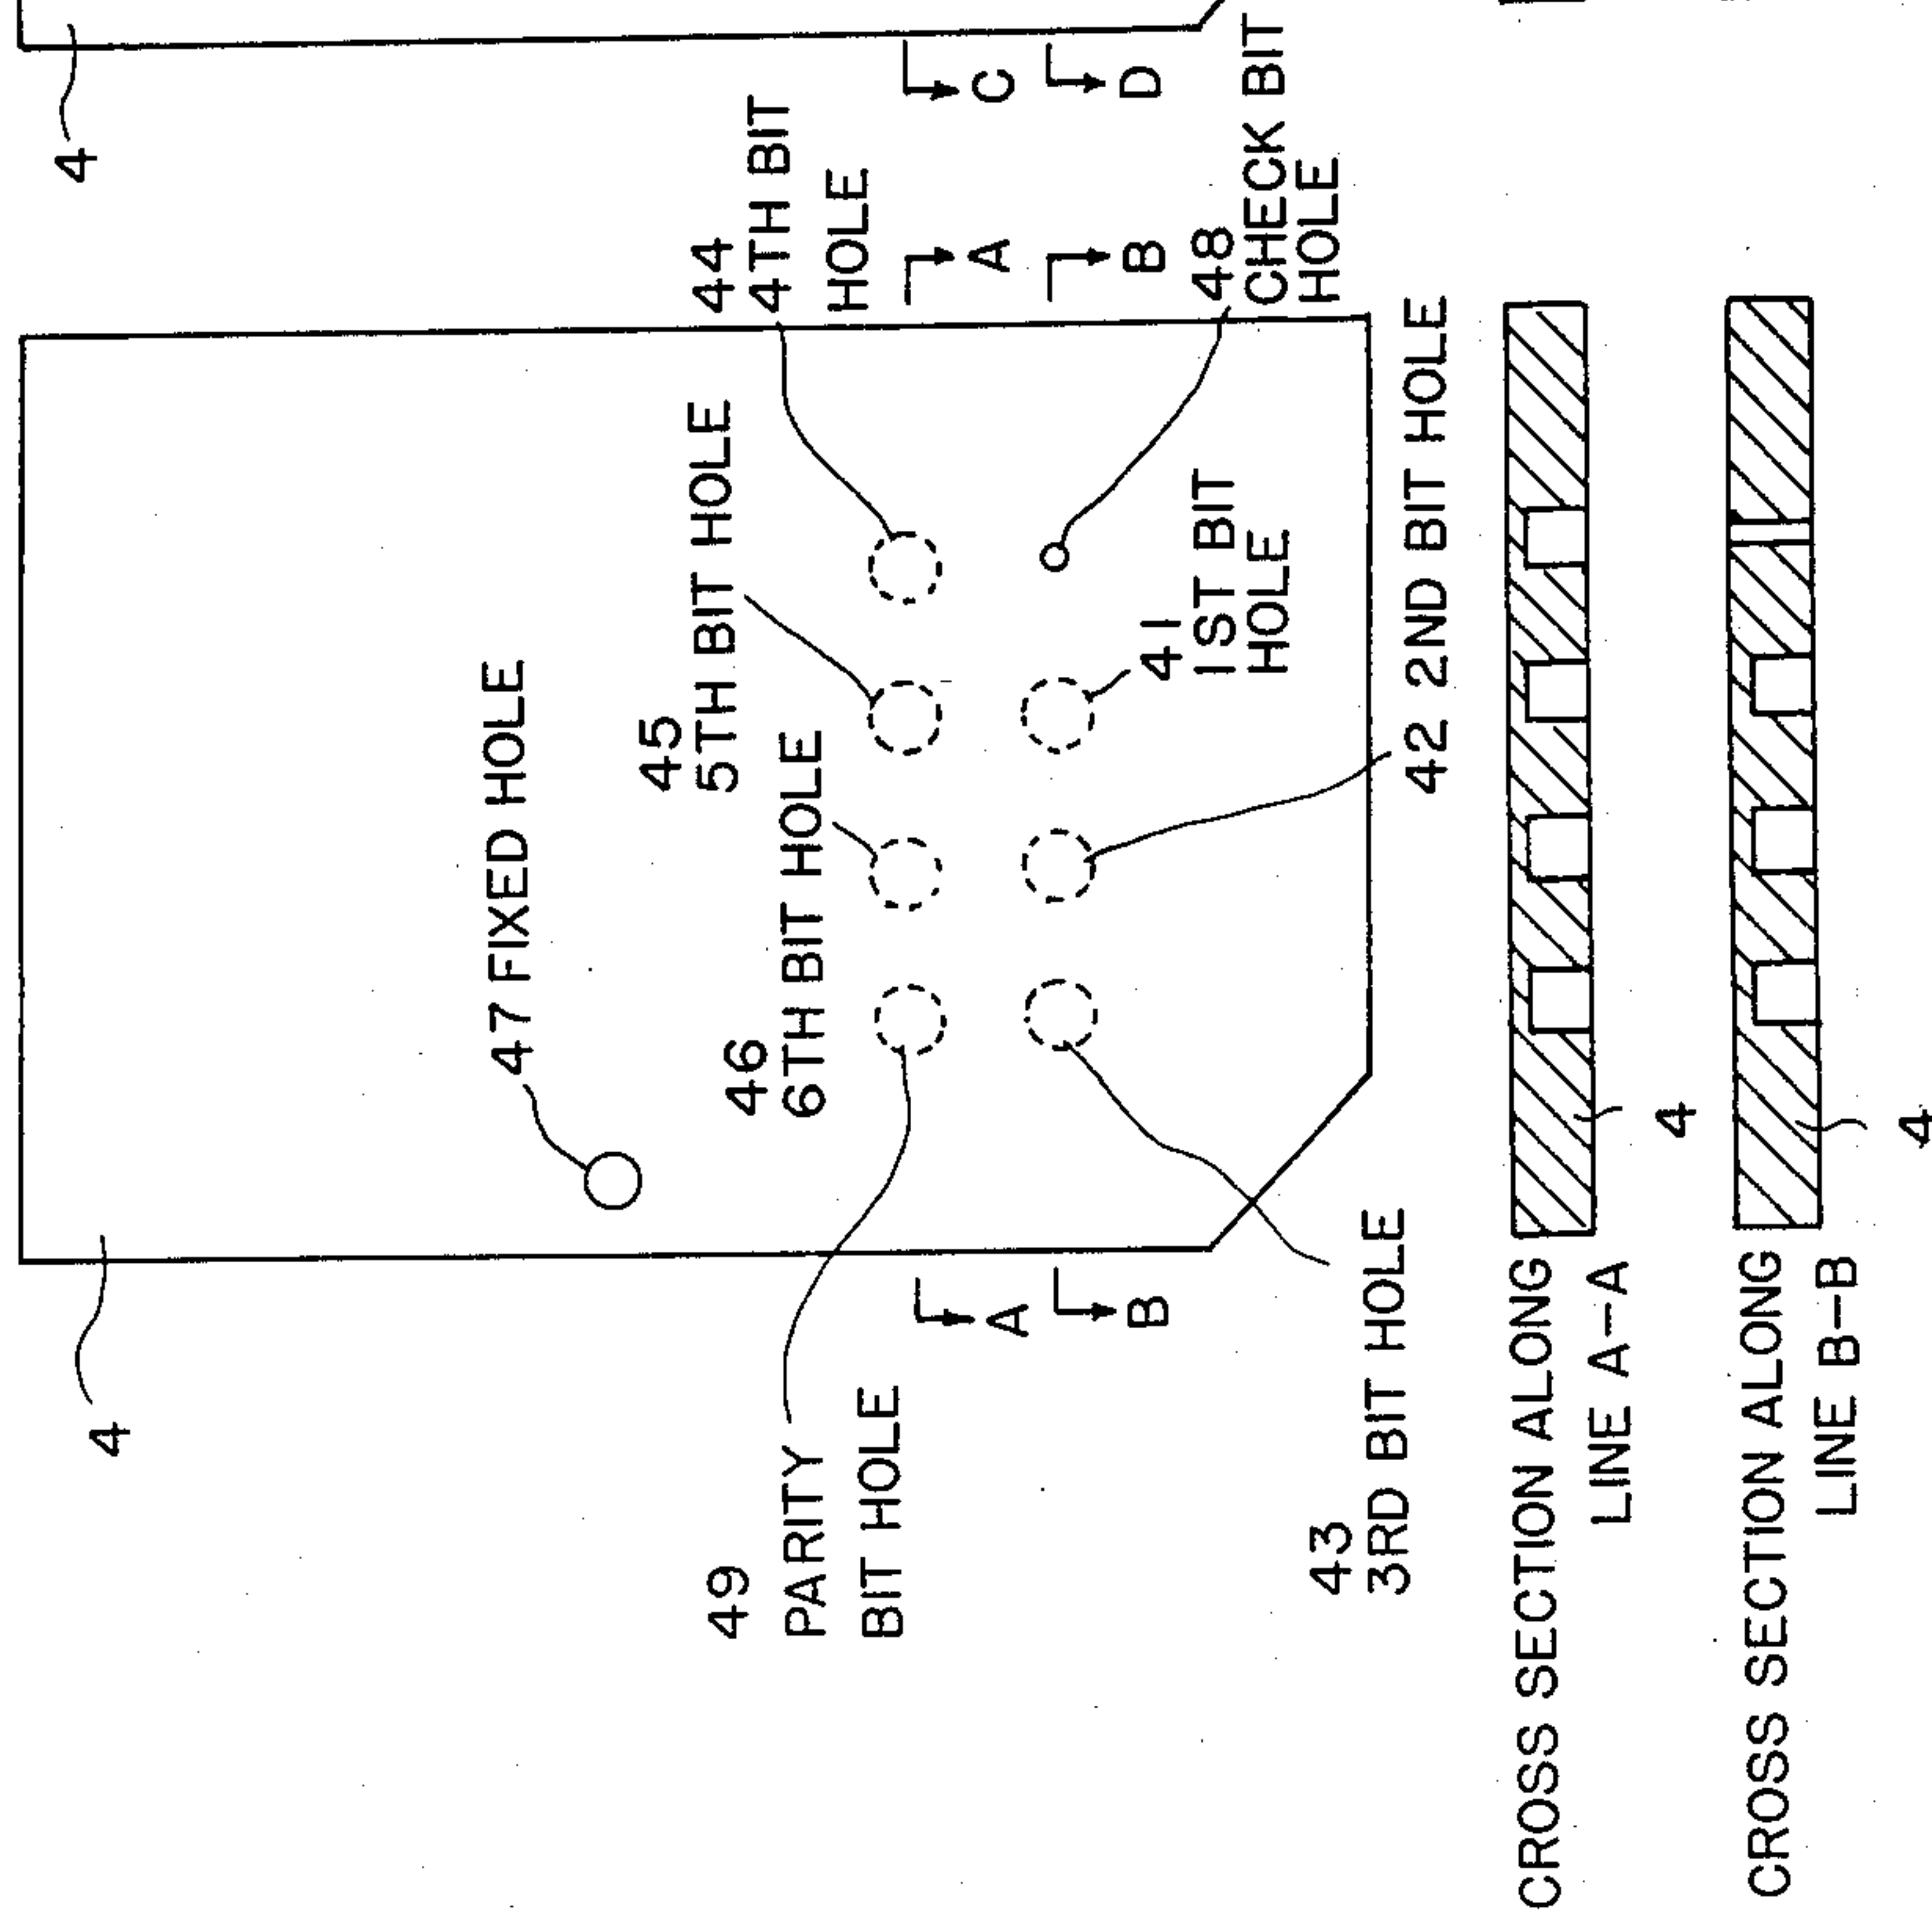 4
4
47 FIXED HOLE
45
5TH BIT HOLE
44
4TH BIT
HOLE
46
6TH BIT HOLE
49
PARITY
BIT HOLE
A
A
C
B
B
D
41
1ST BIT
HOLE
48
CHECK BIT
HOLE
43
3RD BIT HOLE
42 2ND BIT HOLE
CROSS SECTION ALONG
LINE A-A
4
CROSS SECTION ALONG
LINE B-B
4